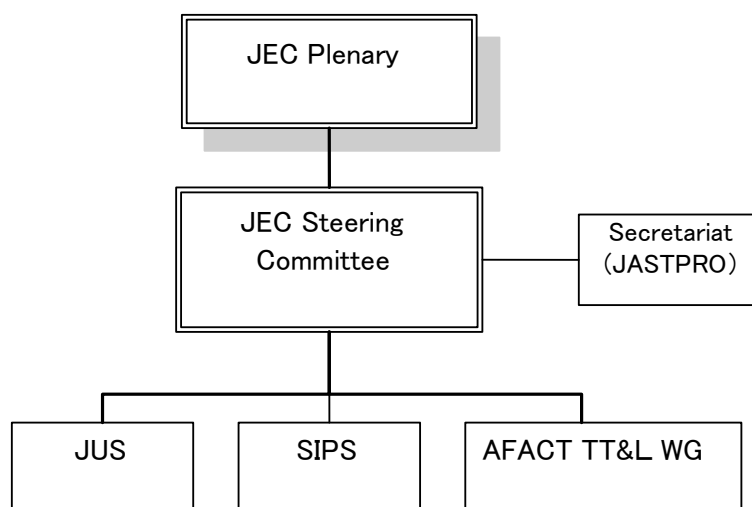 JEC Plenary
JEC Steering
Committee
Secretariat
(JASTPRO)
JUS
SIPS
AFACT TT&L WG